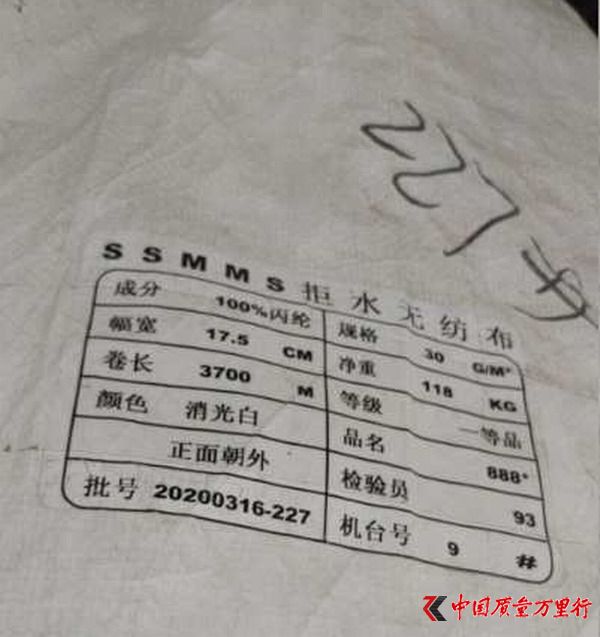 SSMMS拒水无纺布
成分 100%丙纶 规格 30 G/M²
幅宽 17.5 CM 净重 118 KG
卷长 3700 M 等级 一等品
颜色 消光白 品名 888*
正面朝外 检验员 93
批号 20200316-227 机台号 9 #
中国质量万里行